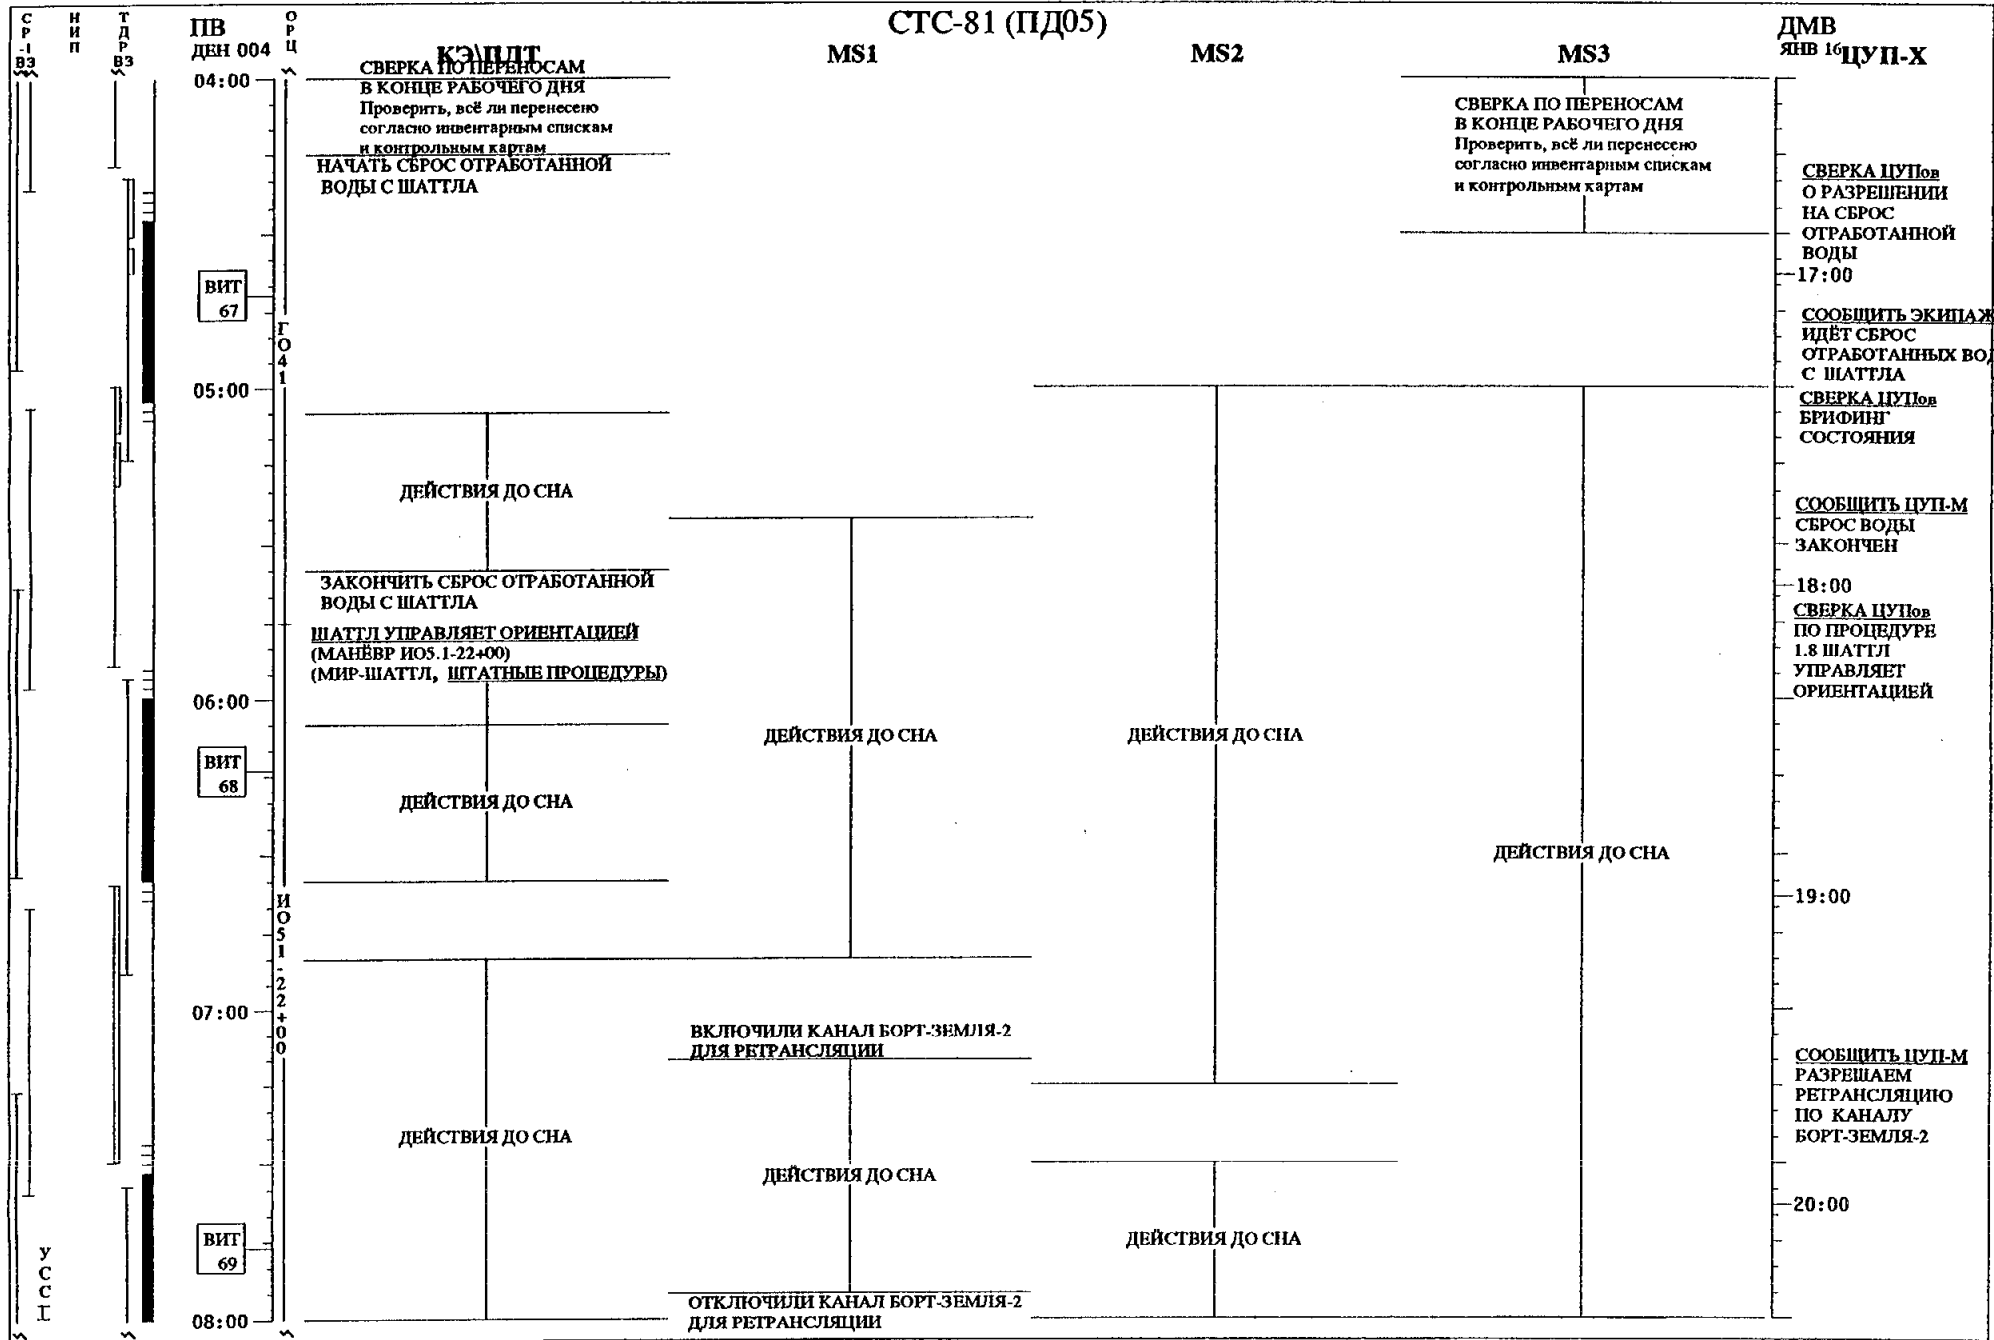 СТС-81 (ПД05)
С Р -1 ВЗ
Н И П
Т Д Р ВЗ
ПВ
ДЕН 004
О Р Ц
КЭ\ПЛТ
MS1
MS2
MS3
ДМВ
ЯНВ 16
ЦУП-Х
04:00
05:00
06:00
07:00
08:00
ВИТ
67
ВИТ
68
ВИТ
69
Г О 4 1
И О 5 1 - 2 2 + 0 0
У С С Т
СВЕРКА ПО ПЕРЕНОСАМ
В КОНЦЕ РАБОЧЕГО ДНЯ
Проверить, всё ли перенесено
согласно инвентарным спискам
и контрольным картам
НАЧАТЬ СБРОС ОТРАБОТАННОЙ
ВОДЫ С ШАТТЛА
ДЕЙСТВИЯ ДО СНА
ЗАКОНЧИТЬ СБРОС ОТРАБОТАННОЙ
ВОДЫ С ШАТТЛА
ШАТТЛ УПРАВЛЯЕТ ОРИЕНТАЦИЕЙ
(МАНЁВР ИО5.1-22+00)
(МИР-ШАТТЛ, ШТАТНЫЕ ПРОЦЕДУРЫ)
ДЕЙСТВИЯ ДО СНА
ДЕЙСТВИЯ ДО СНА
ДЕЙСТВИЯ ДО СНА
ВКЛЮЧИЛИ КАНАЛ БОРТ-ЗЕМЛЯ-2
ДЛЯ РЕТРАНСЛЯЦИИ
ДЕЙСТВИЯ ДО СНА
ОТКЛЮЧИЛИ КАНАЛ БОРТ-ЗЕМЛЯ-2
ДЛЯ РЕТРАНСЛЯЦИИ
ДЕЙСТВИЯ ДО СНА
ДЕЙСТВИЯ ДО СНА
СВЕРКА ПО ПЕРЕНОСАМ
В КОНЦЕ РАБОЧЕГО ДНЯ
Проверить, всё ли перенесено
согласно инвентарным спискам
и контрольным картам
ДЕЙСТВИЯ ДО СНА
СВЕРКА ЦУПов
О РАЗРЕШЕНИИ
НА СБРОС
ОТРАБОТАННОЙ
ВОДЫ
17:00
СООБЩИТЬ ЭКИПАЖ
ИДЁТ СБРОС
ОТРАБОТАННЫХ ВО
С ШАТТЛА
СВЕРКА ЦУПов
БРИФИНГ
СОСТОЯНИЯ
СООБЩИТЬ ЦУП-М
СБРОС ВОДЫ
ЗАКОНЧЕН
18:00
СВЕРКА ЦУПов
ПО ПРОЦЕДУРЕ
1.8 ШАТТЛ
УПРАВЛЯЕТ
ОРИЕНТАЦИЕЙ
19:00
СООБЩИТЬ ЦУП-М
РАЗРЕШАЕМ
РЕТРАНСЛЯЦИЮ
ПО КАНАЛУ
БОРТ-ЗЕМЛЯ-2
20:00